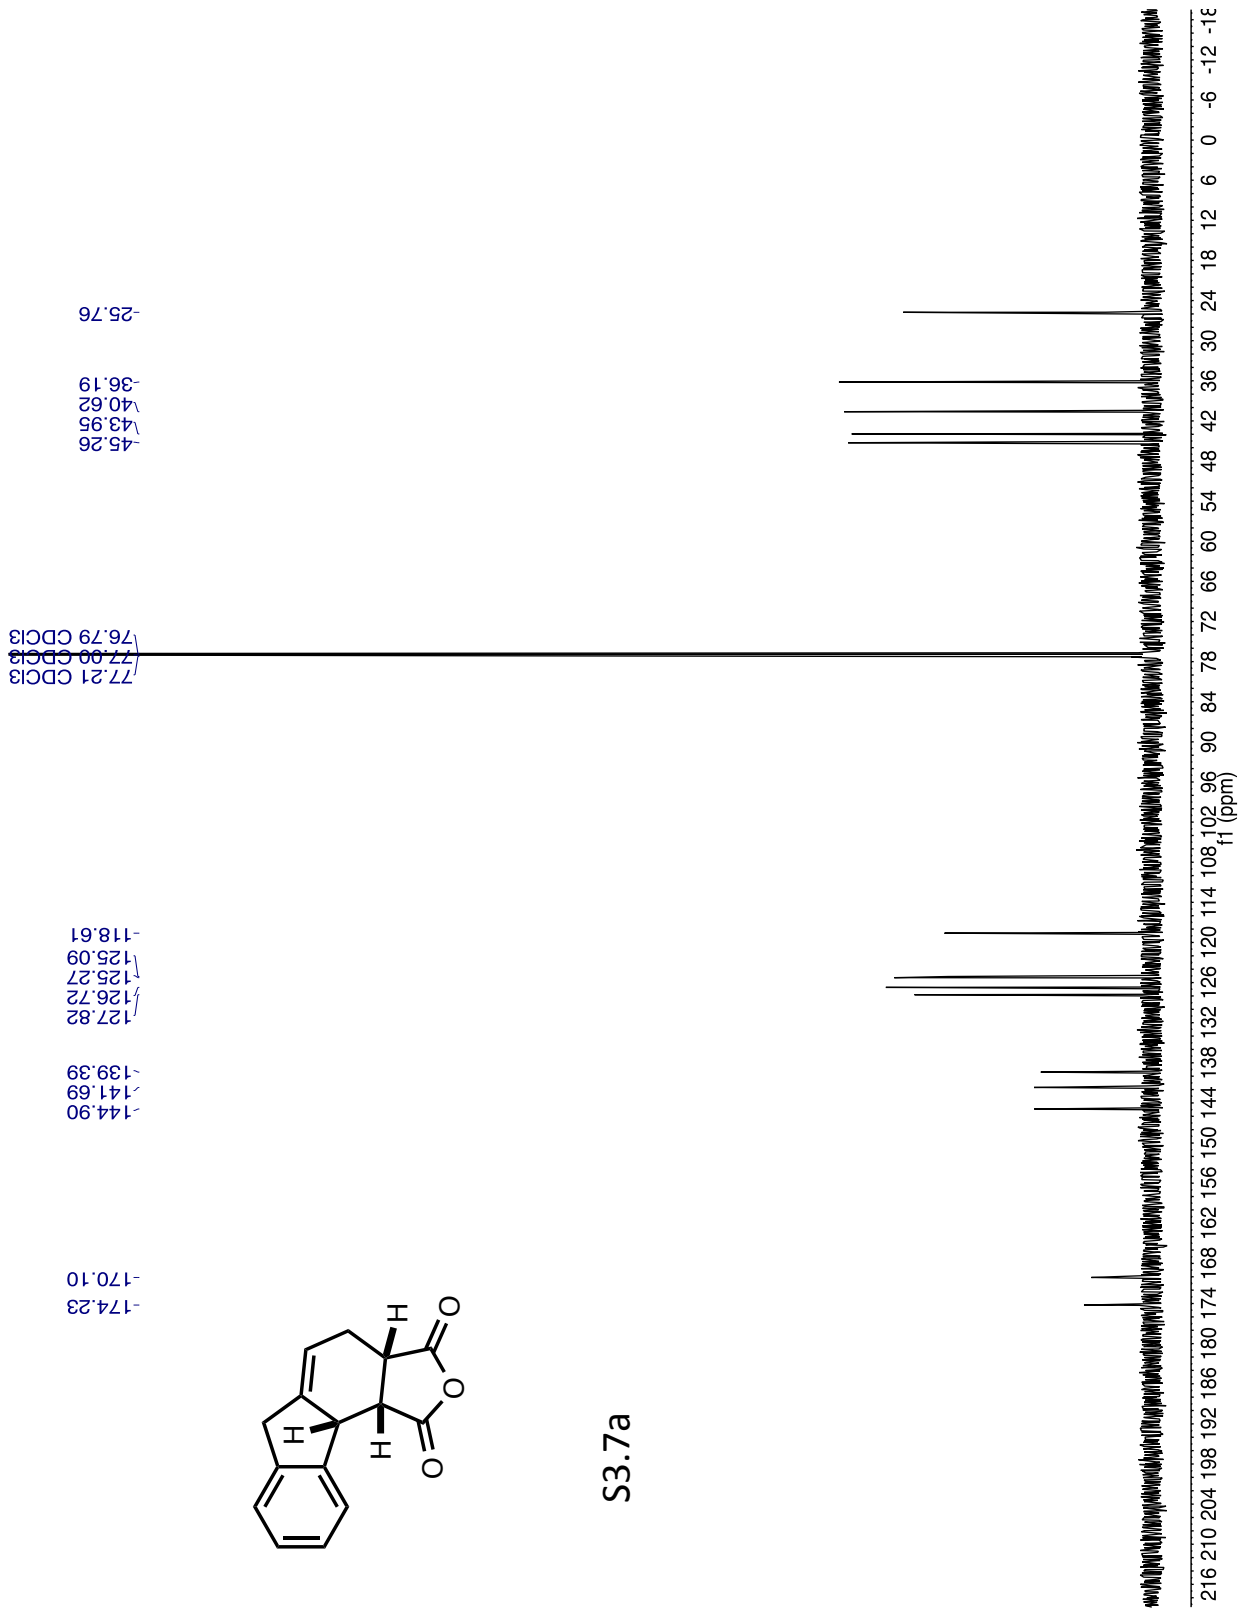 -25.76
-36.19
40.62
43.95
-45.26
76.79 CDCl3
77.00 CDCl3
77.21 CDCl3
-118.61
125.09
125.27
126.72
127.82
-139.39
-141.69
-144.90
-170.10
-174.23
H
H
H
O
O
O
S3.7a
216 210 204 198 192 186 180 174 168 162 156 150 144 138 132 126 120 114 108 102 96 90 84 78 72 66 60 54 48 42 36 30 24 18 12 6 0 -6 -12 -18
f1 (ppm)